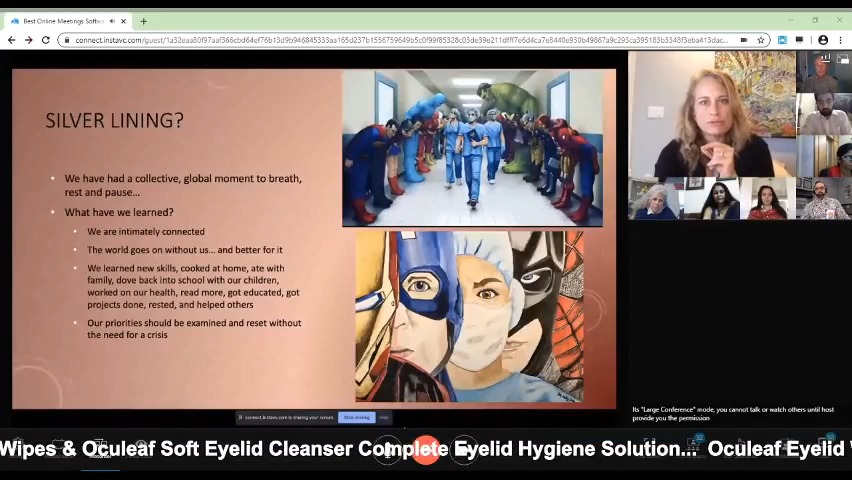 Best Online Meetings Softw
connect.instavc.com/guest/1a32eaa80f97aaf366cbd64ef76b13d9b946845333aa165d237b1556759649b5c0f99f85328c03de39e211dfff7e6d4ca7e8440e930b49867a9c293ca395183b3348f3eba413dac...
SILVER LINING?
• We have had a collective, global moment to breath,
rest and pause...
• What have we learned?
• We are intimately connected
• The world goes on without us... and better for it
• We learned new skills, cooked at home, ate with
family, dove back into school with our children,
worked on our health, read more, got educated, got
projects done, rested, and helped others
• Our priorities should be examined and reset without
the need for a crisis
connect.instavc.com is sharing your screen.
Stop sharing
Hide
Its "Large Conference" mode, you cannot talk or watch others until host
provide you the permission
Wipes & Oculeaf Soft Eyelid Cleanser Complete Eyelid Hygiene Solution... Oculeaf Eyelid